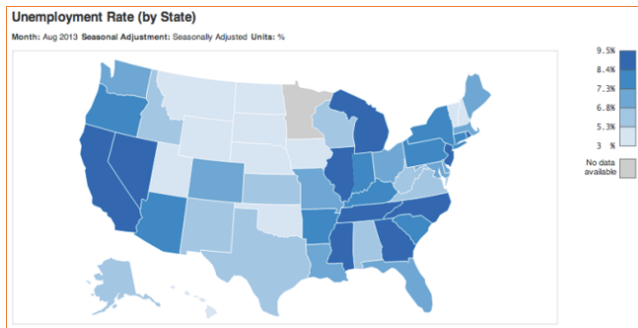 Unemployment Rate (by State)
Month: Aug 2013 Seasonal Adjustment: Seasonally Adjusted Units: %
9.5%
8.4%
7.3%
6.8%
5.3%
3 %
No data
available